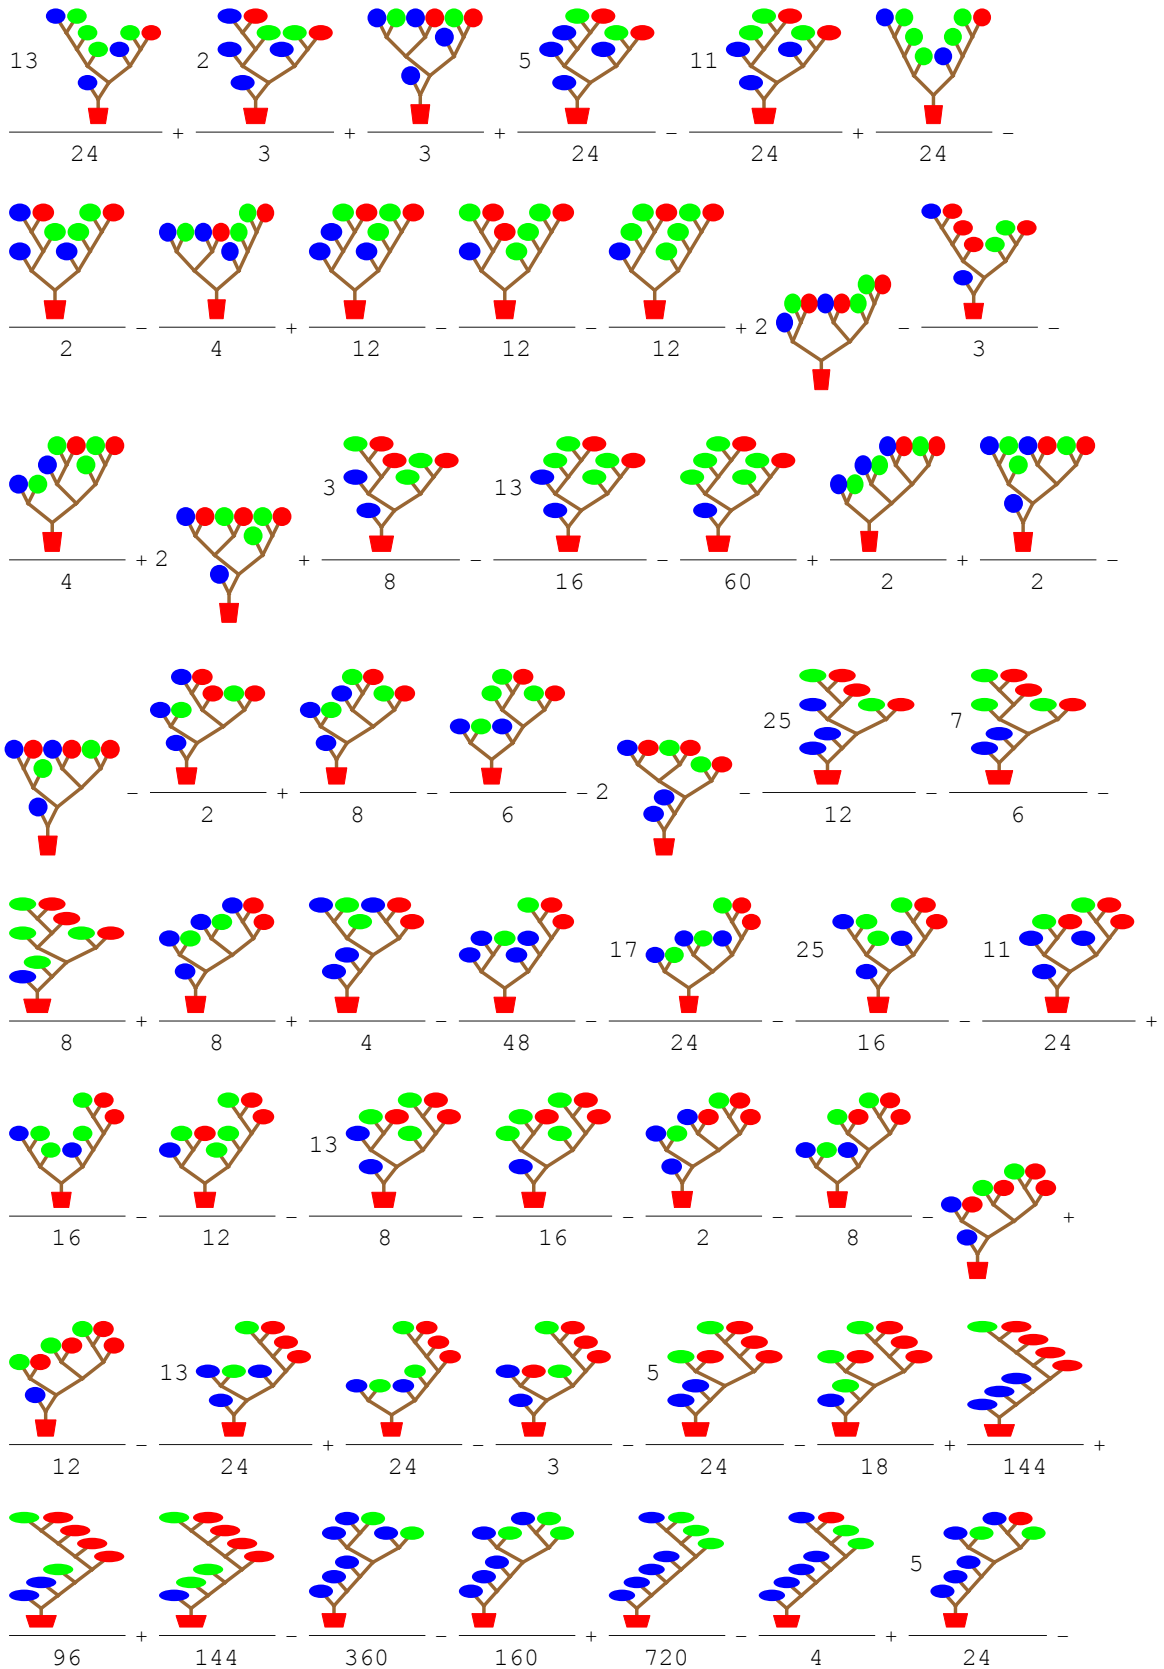 13 2 5 11
+ + + - + -
24 3 3 24 24 24
- + - - + 2 - -
2 4 12 12 12 3
3 13
+ 2 + - - + + -
4 8 16 60 2 2
25 7
- + - - 2 - - -
2 8 6 12 6
17 25 11
+ + - - - - +
8 8 4 48 24 16 24
13
- - - - - - +
16 12 8 16 2 8
13 5
- + - - - + +
12 24 24 3 24 18 144
5
+ - - + - + -
96 144 360 160 720 4 24